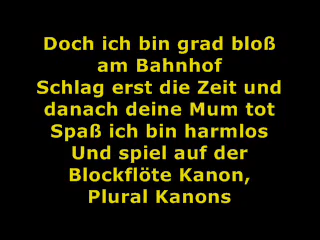 Doch ich bin grad bloß
am Bahnhof
Schlag erst die Zeit und
danach deine Mum tot
Spaß ich bin harmlos
Und spiel auf der
Blockflöte Kanon,
Plural Kanons